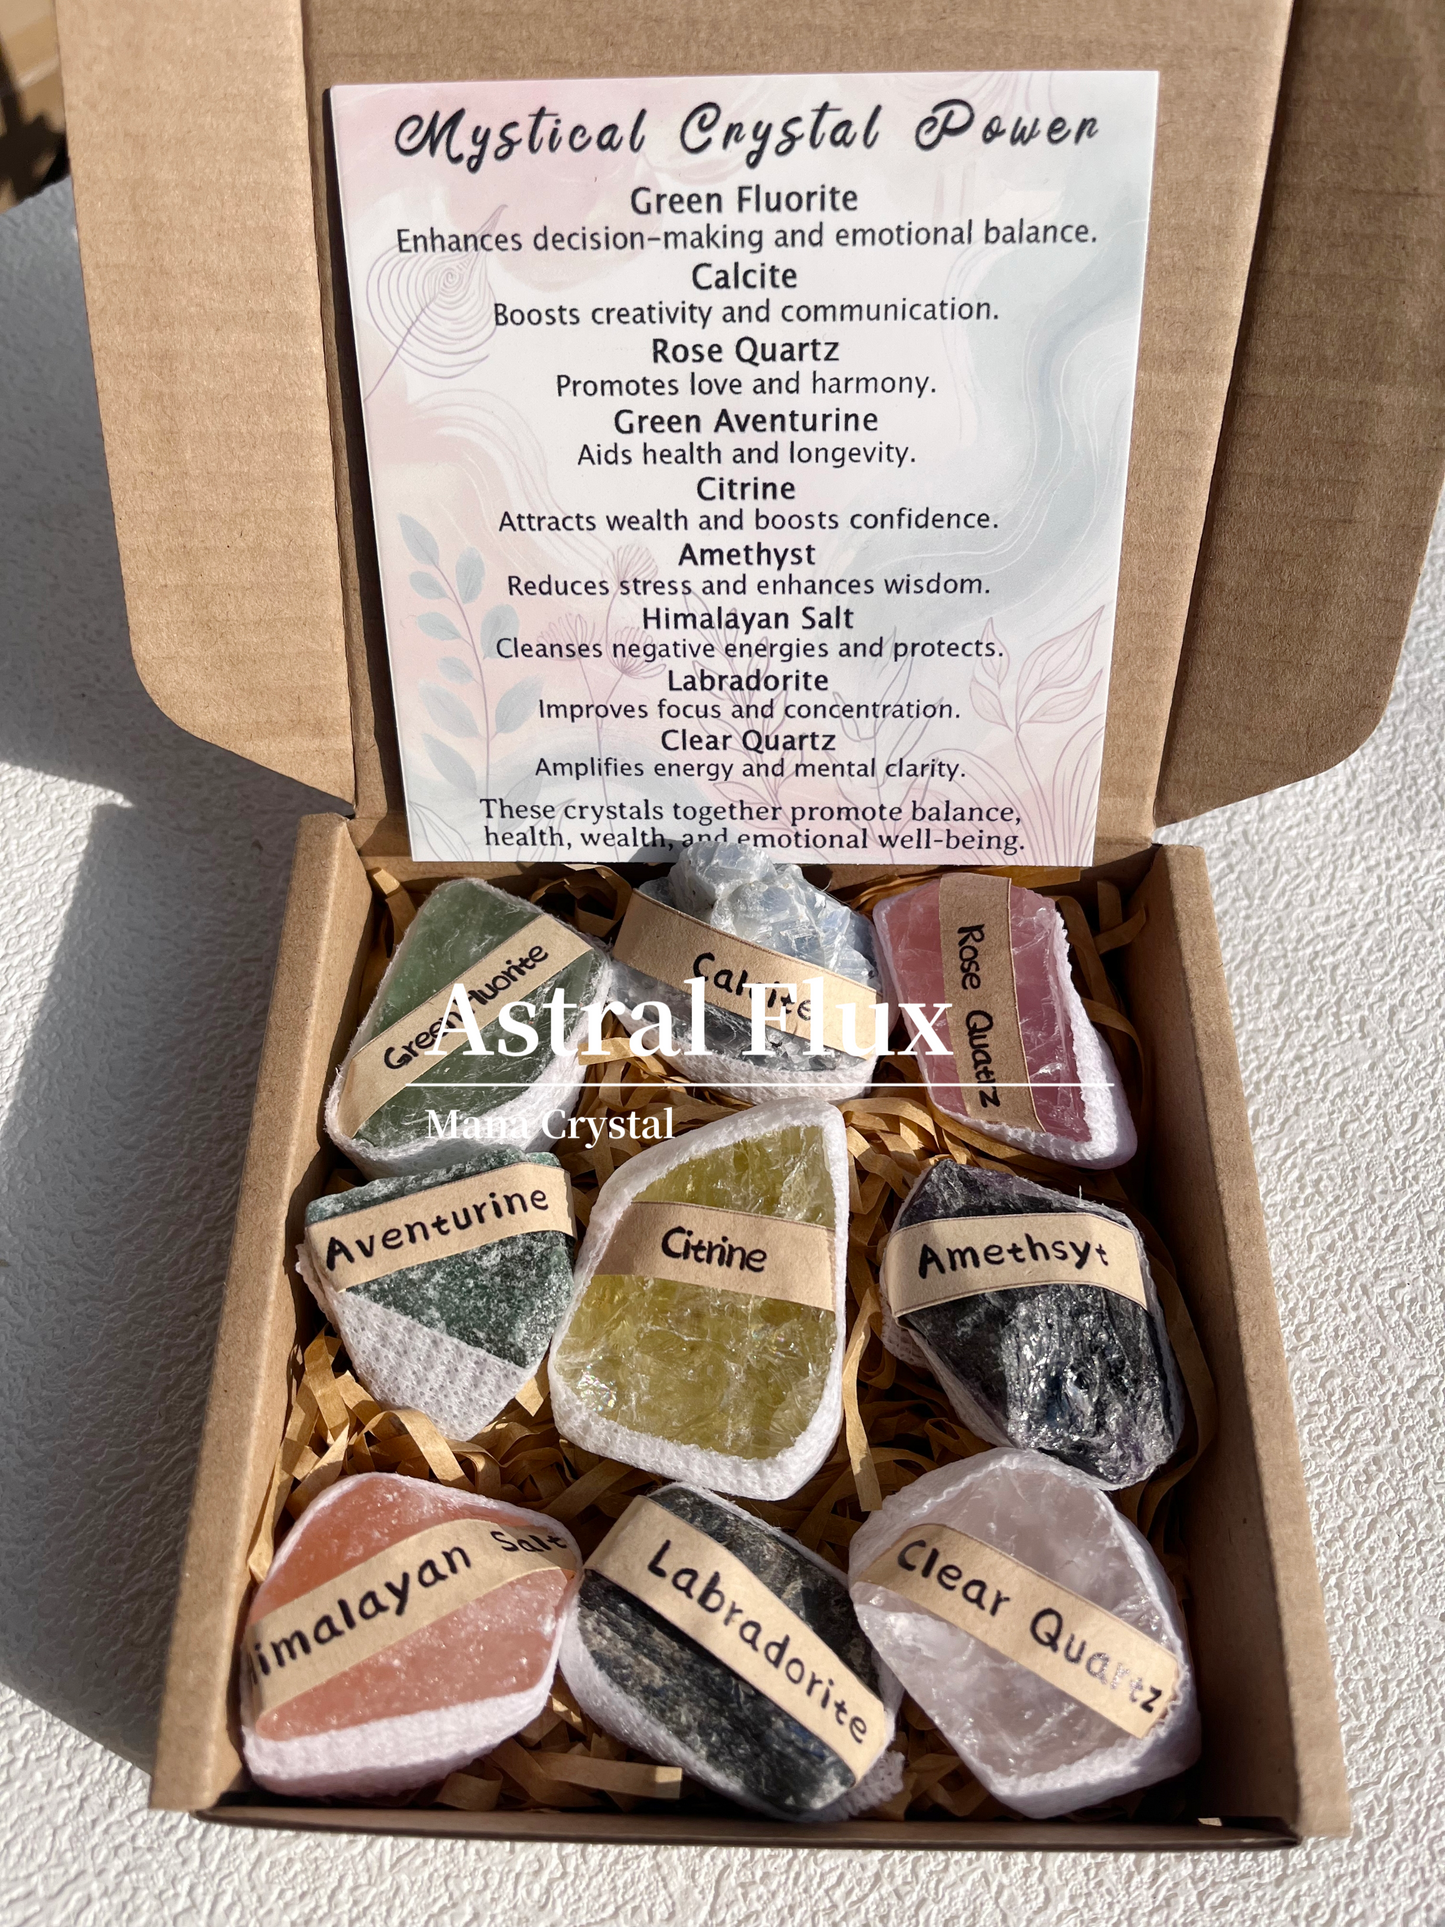 Mystical Crystal Power
Green Fluorite
Enhances decision-making and emotional balance.
Calcite
Boosts creativity and communication.
Rose Quartz
Promotes love and harmony.
Green Aventurine
Aids health and longevity.
Citrine
Attracts wealth and boosts confidence.
Amethyst
Reduces stress and enhances wisdom.
Himalayan Salt
Cleanses negative energies and protects.
Labradorite
Improves focus and concentration.
Clear Quartz
Amplifies energy and mental clarity.
These crystals together promote balance,
health, wealth, and emotional well-being.
Green Fluorite
Calcite
Rose Quartz
Astral Flux
Mana Crystal
Aventurine
Citrine
Amethsyt
Himalayan Salt
Labradorite
Clear Quartz